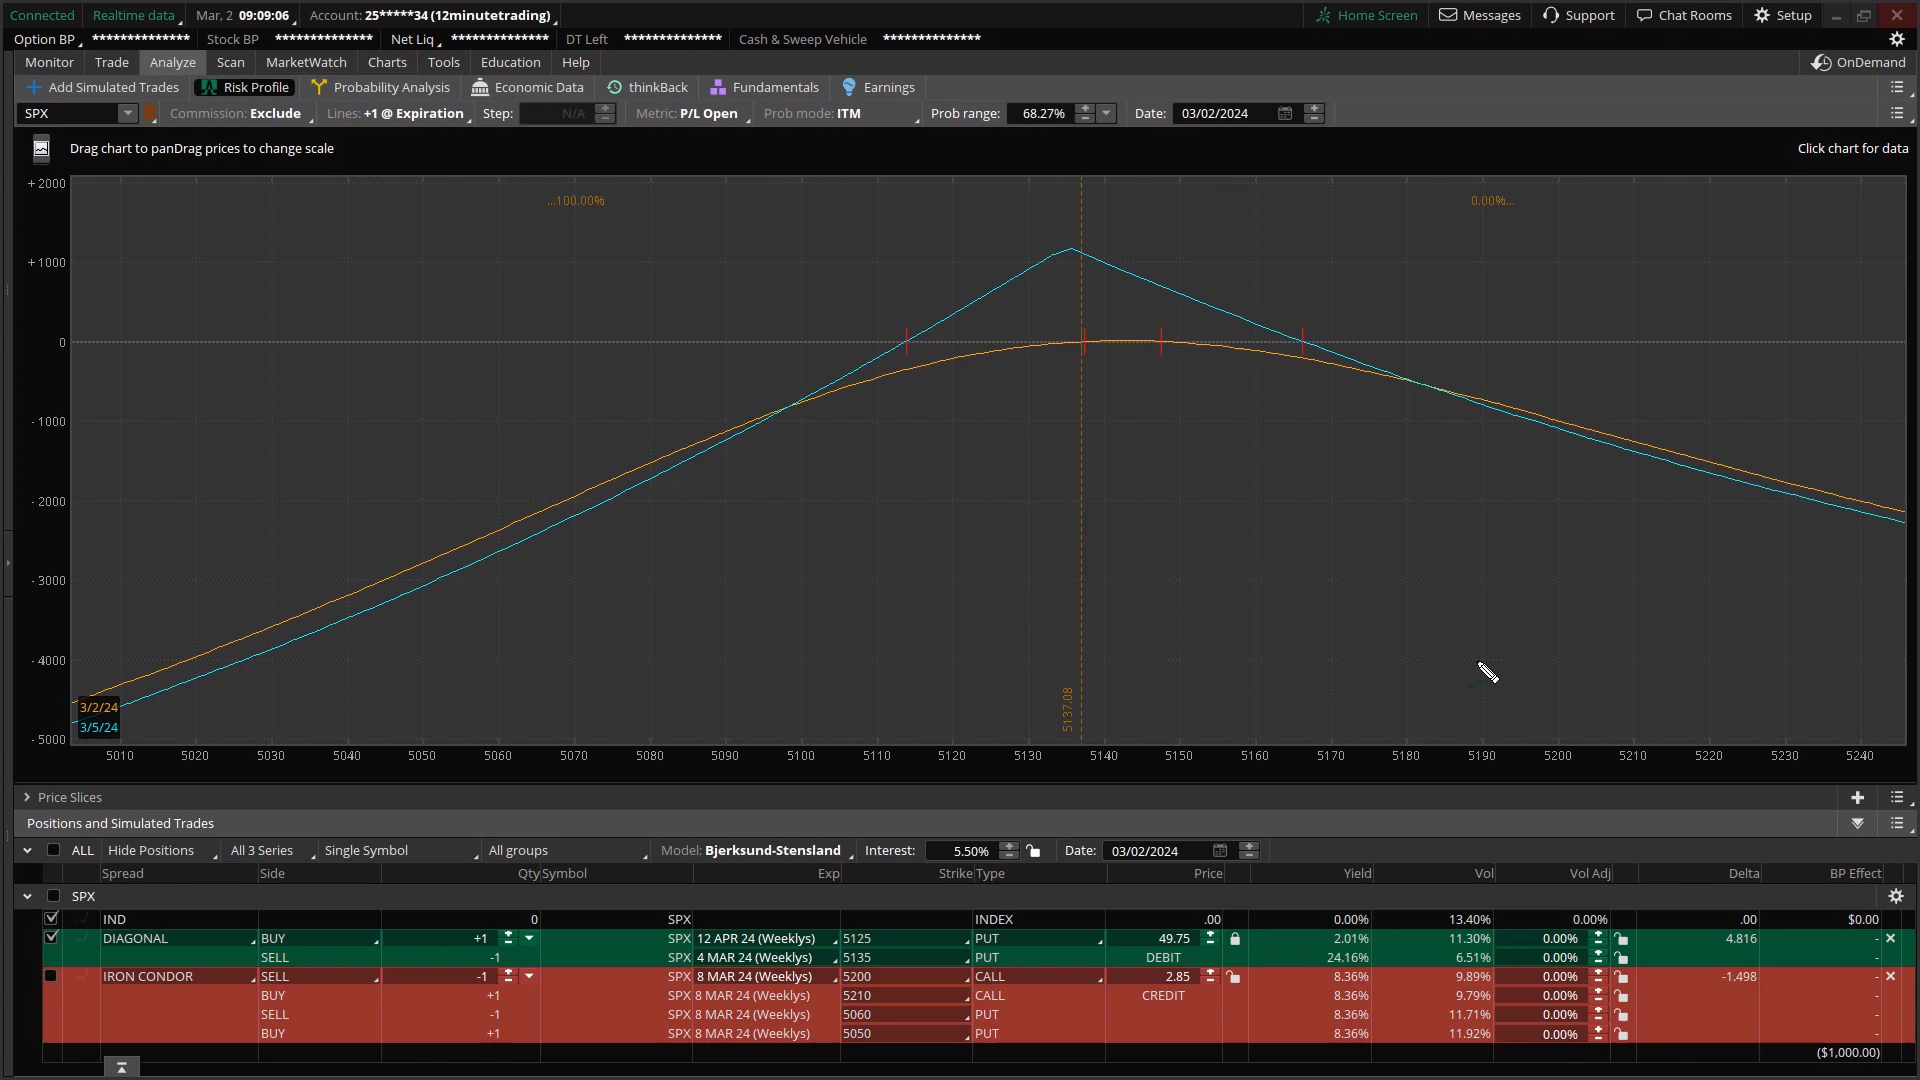 Connected Realtime data Mar, 2 09:09:06 Account: 25*****34 (12minutetrading) Home Screen Messages Support Chat Rooms Setup
Option BP ************** Stock BP ************** Net Liq ************** DT Left ************** Cash & Sweep Vehicle **************
Monitor Trade Analyze Scan MarketWatch Charts Tools Education Help OnDemand
Add Simulated Trades Risk Profile Probability Analysis Economic Data thinkBack Fundamentals Earnings
SPX Commission: Exclude Lines: +1 @ Expiration Step: N/A Metric: P/L Open Prob mode: ITM Prob range: 68.27% Date: 03/02/2024
Drag chart to panDrag prices to change scale Click chart for data
+2000
...100.00% 0.00%...
+1000
0
-1000
-2000
-3000
-4000
5137.08
3/2/24
3/5/24
-5000
5010 5020 5030 5040 5050 5060 5070 5080 5090 5100 5110 5120 5130 5140 5150 5160 5170 5180 5190 5200 5210 5220 5230 5240
Price Slices
Positions and Simulated Trades
ALL Hide Positions All 3 Series Single Symbol All groups Model: Bjerksund-Stensland Interest: 5.50% Date: 03/02/2024
Spread Side Qty Symbol Exp Strike Type Price Yield Vol Vol Adj Delta BP Effect
SPX
IND 0 SPX INDEX .00 0.00% 13.40% 0.00% .00 $0.00
DIAGONAL BUY +1 SPX 12 APR 24 (Weeklys) 5125 PUT 49.75 2.01% 11.30% 0.00% 4.816 -
SELL -1 SPX 4 MAR 24 (Weeklys) 5135 PUT DEBIT 24.16% 6.51% 0.00% -
IRON CONDOR SELL -1 SPX 8 MAR 24 (Weeklys) 5200 CALL 2.85 8.36% 9.89% 0.00% -1.498 -
BUY +1 SPX 8 MAR 24 (Weeklys) 5210 CALL CREDIT 8.36% 9.79% 0.00% -
SELL -1 SPX 8 MAR 24 (Weeklys) 5060 PUT 8.36% 11.71% 0.00% -
BUY +1 SPX 8 MAR 24 (Weeklys) 5050 PUT 8.36% 11.92% 0.00% -
($1,000.00)